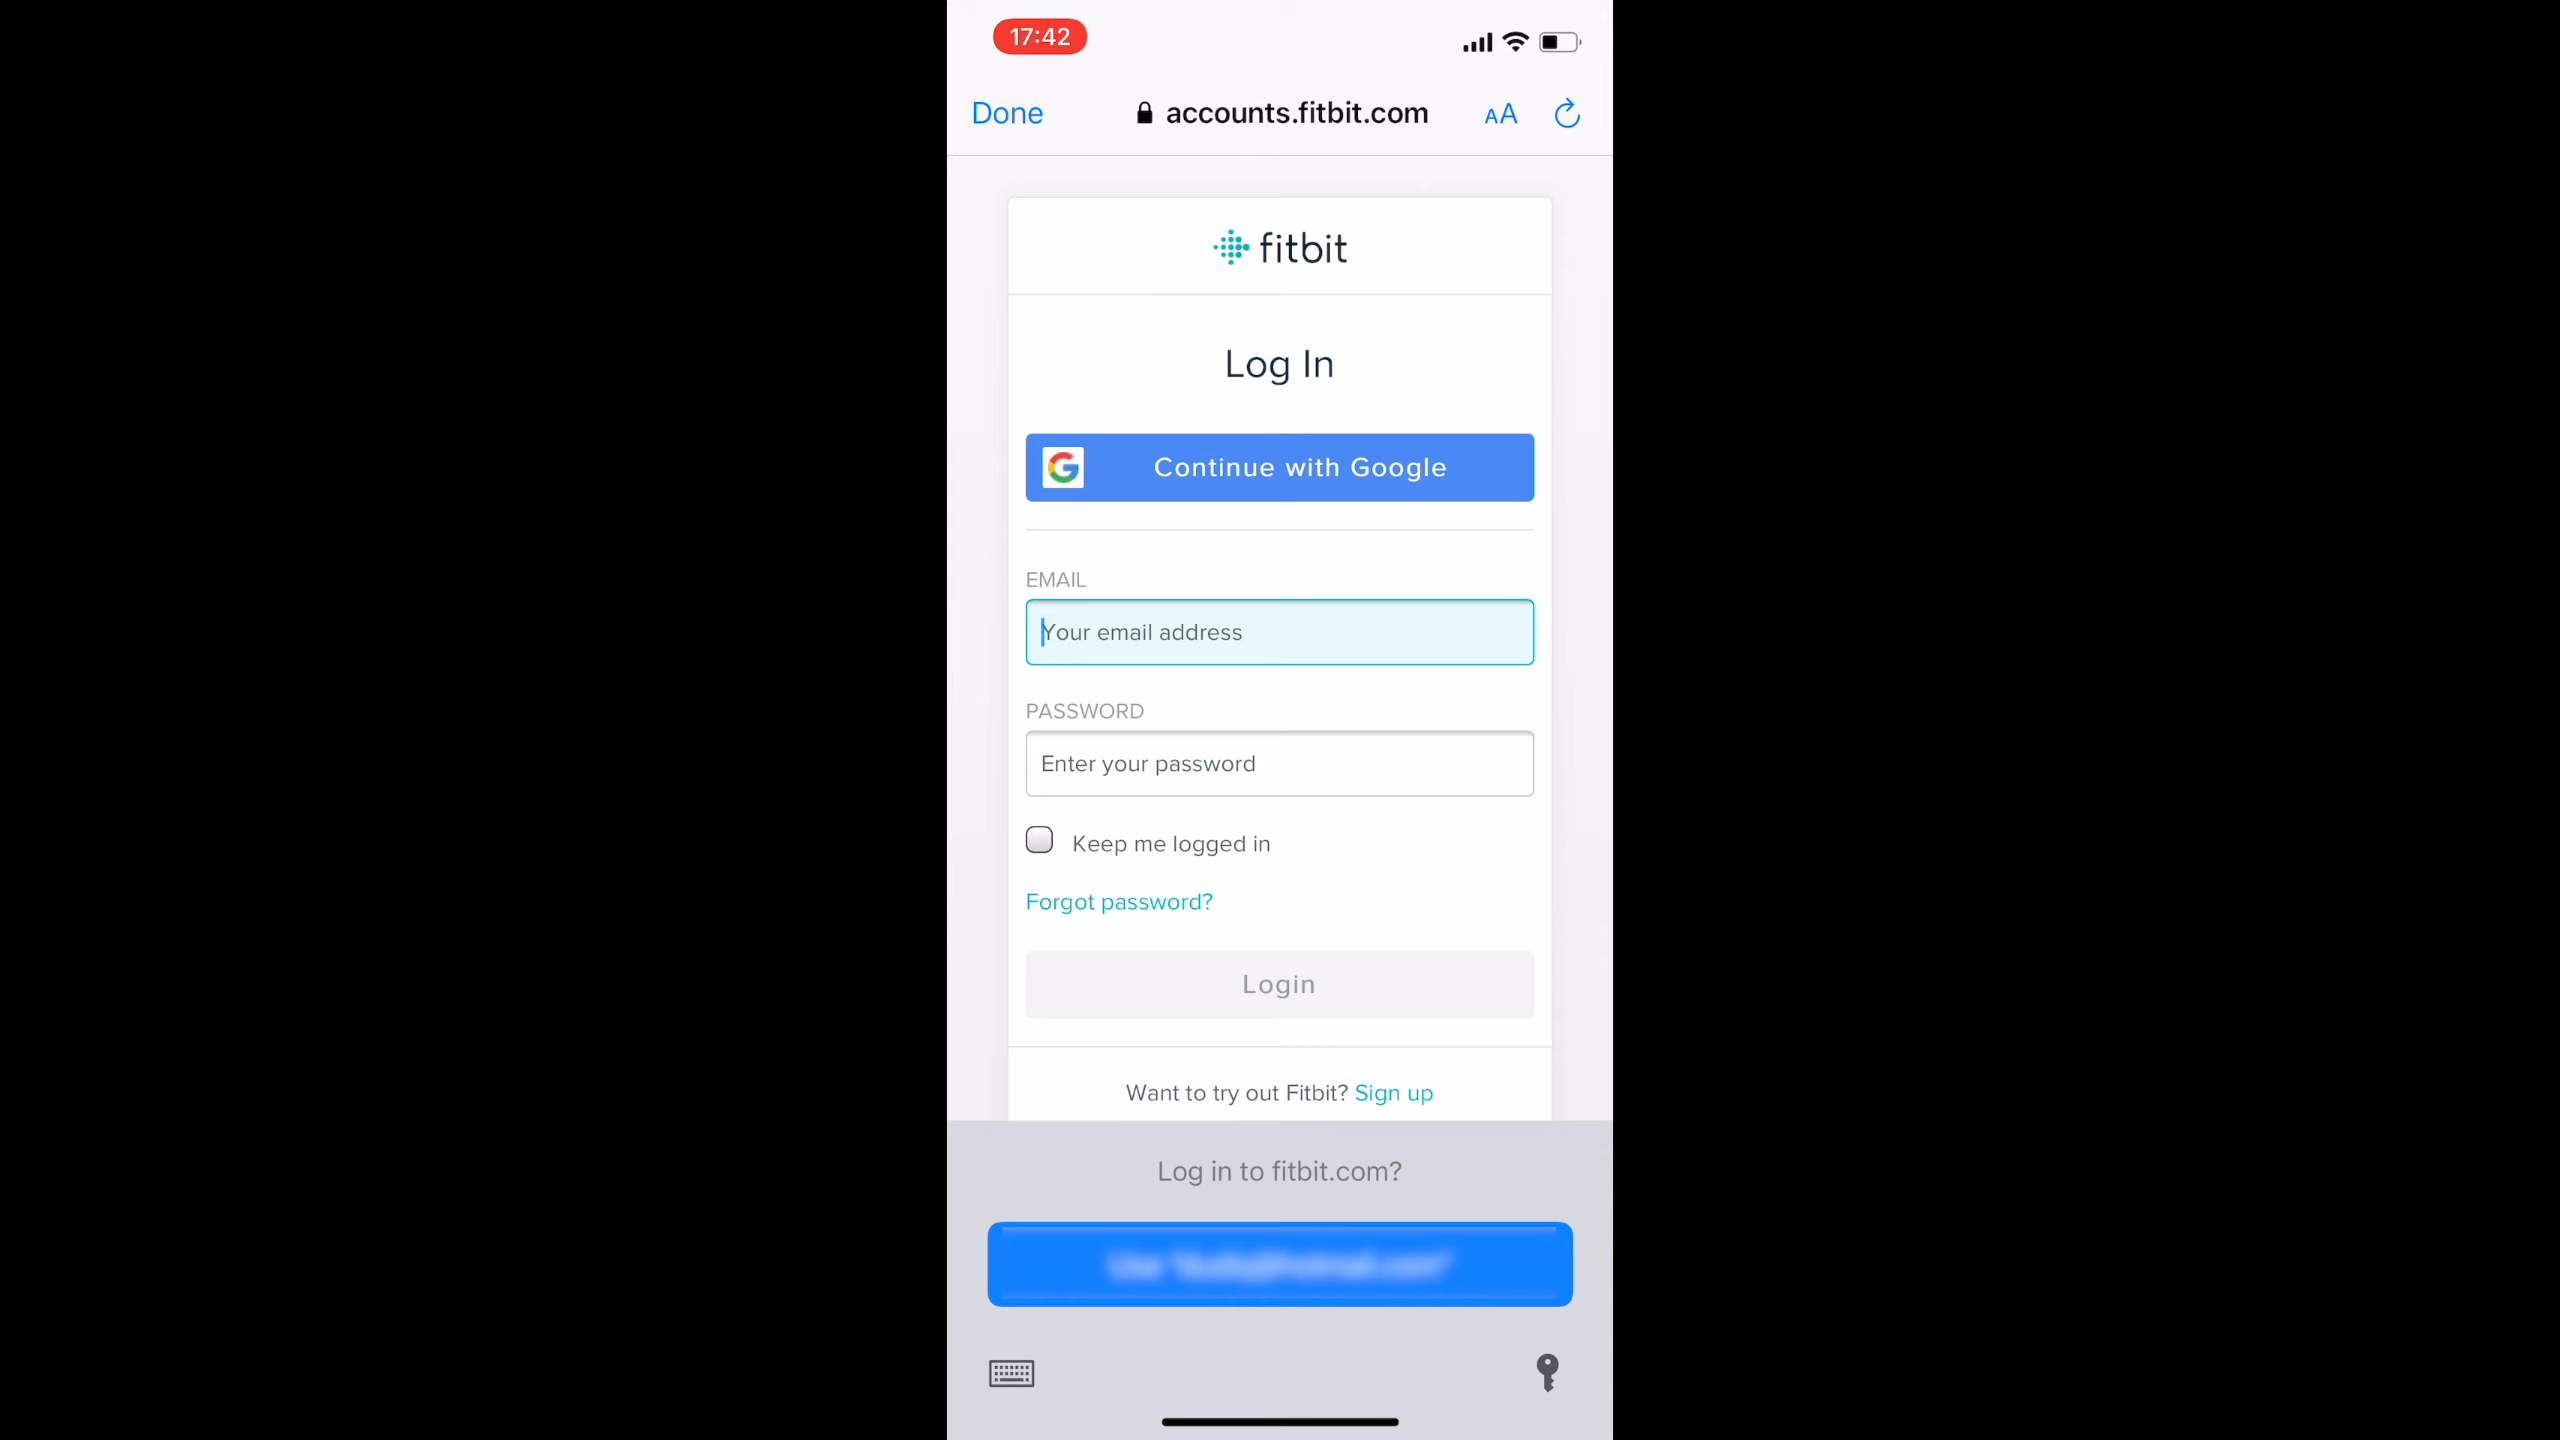 17:42
Done accounts.fitbit.com AA
fitbit
Log In
Continue with Google
EMAIL
Your email address
PASSWORD
Enter your password
Keep me logged in
Forgot password?
Login
Want to try out Fitbit? Sign up
Log in to fitbit.com?